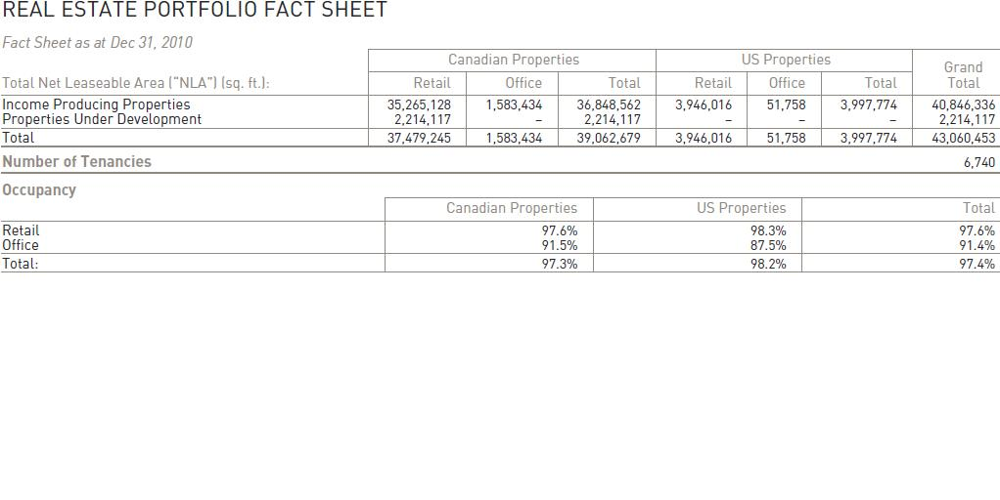 REAL ESTATE PORTFOLIO FACT SHEET
Fact Sheet as at Dec 31, 2010
Canadian Properties US Properties Grand
Total Net Leaseable Area ("NLA") (sq. ft.): Retail Office Total Retail Office Total Total
Income Producing Properties 35,265,128 1,583,434 36,848,562 3,946,016 51,758 3,997,774 40,846,336
Properties Under Development 2,214,117 – 2,214,117 – – – 2,214,117
Total 37,479,245 1,583,434 39,062,679 3,946,016 51,758 3,997,774 43,060,453
Number of Tenancies 6,740
Occupancy
Canadian Properties US Properties Total
Retail 97.6% 98.3% 97.6%
Office 91.5% 87.5% 91.4%
Total: 97.3% 98.2% 97.4%